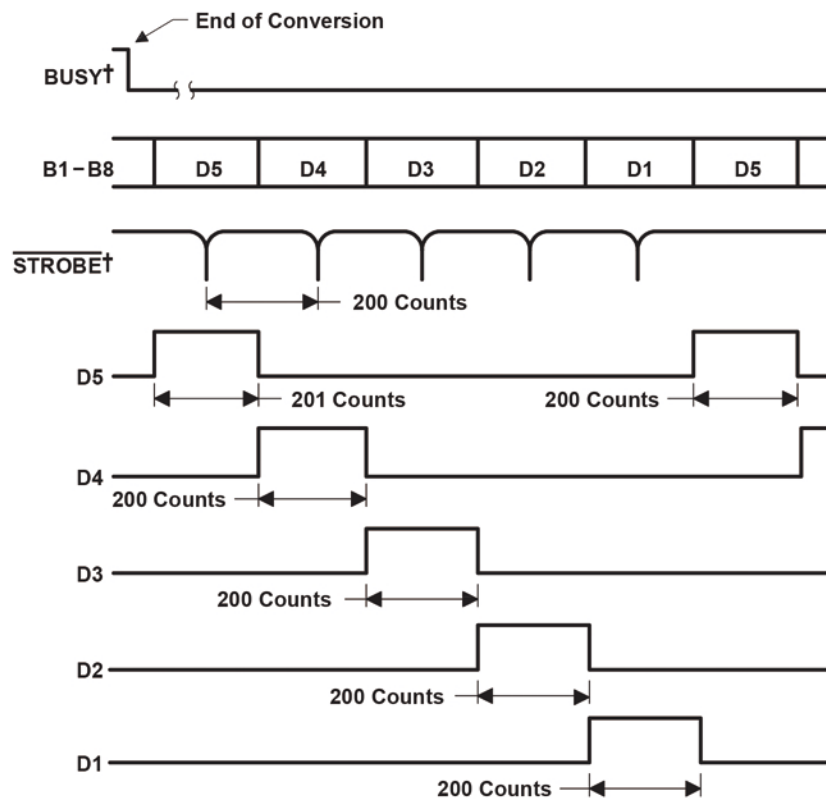 End of Conversion
BUSY†
B1–B8 D5 D4 D3 D2 D1 D5
STROBE†
200 Counts
D5
201 Counts 200 Counts
D4
200 Counts
D3
200 Counts
D2
200 Counts
D1
200 Counts